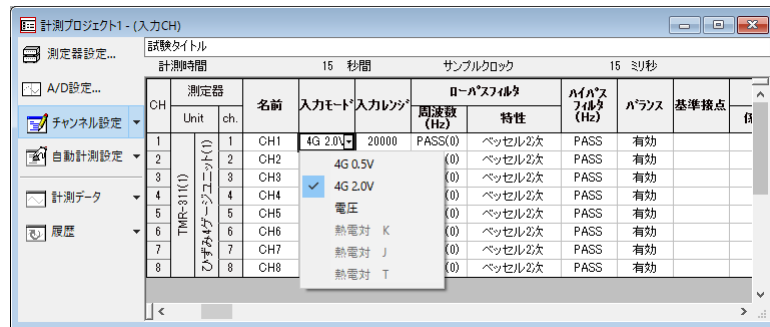 計測プロジェクト1 - (入力CH)
測定器設定...
A/D設定...
チャンネル設定
自動計測設定
計測データ
履歴
試験タイトル
計測時間 15 秒間 サンプルクロック 15 ミリ秒
CH 測定器 名前 入力モード 入力レンジ ローパスフィルタ ハイパスフィルタ(Hz) バランス 基準接点
Unit ch. 周波数(Hz) 特性
TMR-311(1)
ひずみ4ゲージユニット(1)
1 1 CH1 4G 2.0V 20000 PASS(0) ベッセル2次 PASS 有効
2 2 CH2 (0) ベッセル2次 PASS 有効
3 3 CH3 (0) ベッセル2次 PASS 有効
4 4 CH4 (0) ベッセル2次 PASS 有効
5 5 CH5 (0) ベッセル2次 PASS 有効
6 6 CH6 (0) ベッセル2次 PASS 有効
7 7 CH7 (0) ベッセル2次 PASS 有効
8 8 CH8 (0) ベッセル2次 PASS 有効
4G 0.5V
4G 2.0V
電圧
熱電対 K
熱電対 J
熱電対 T